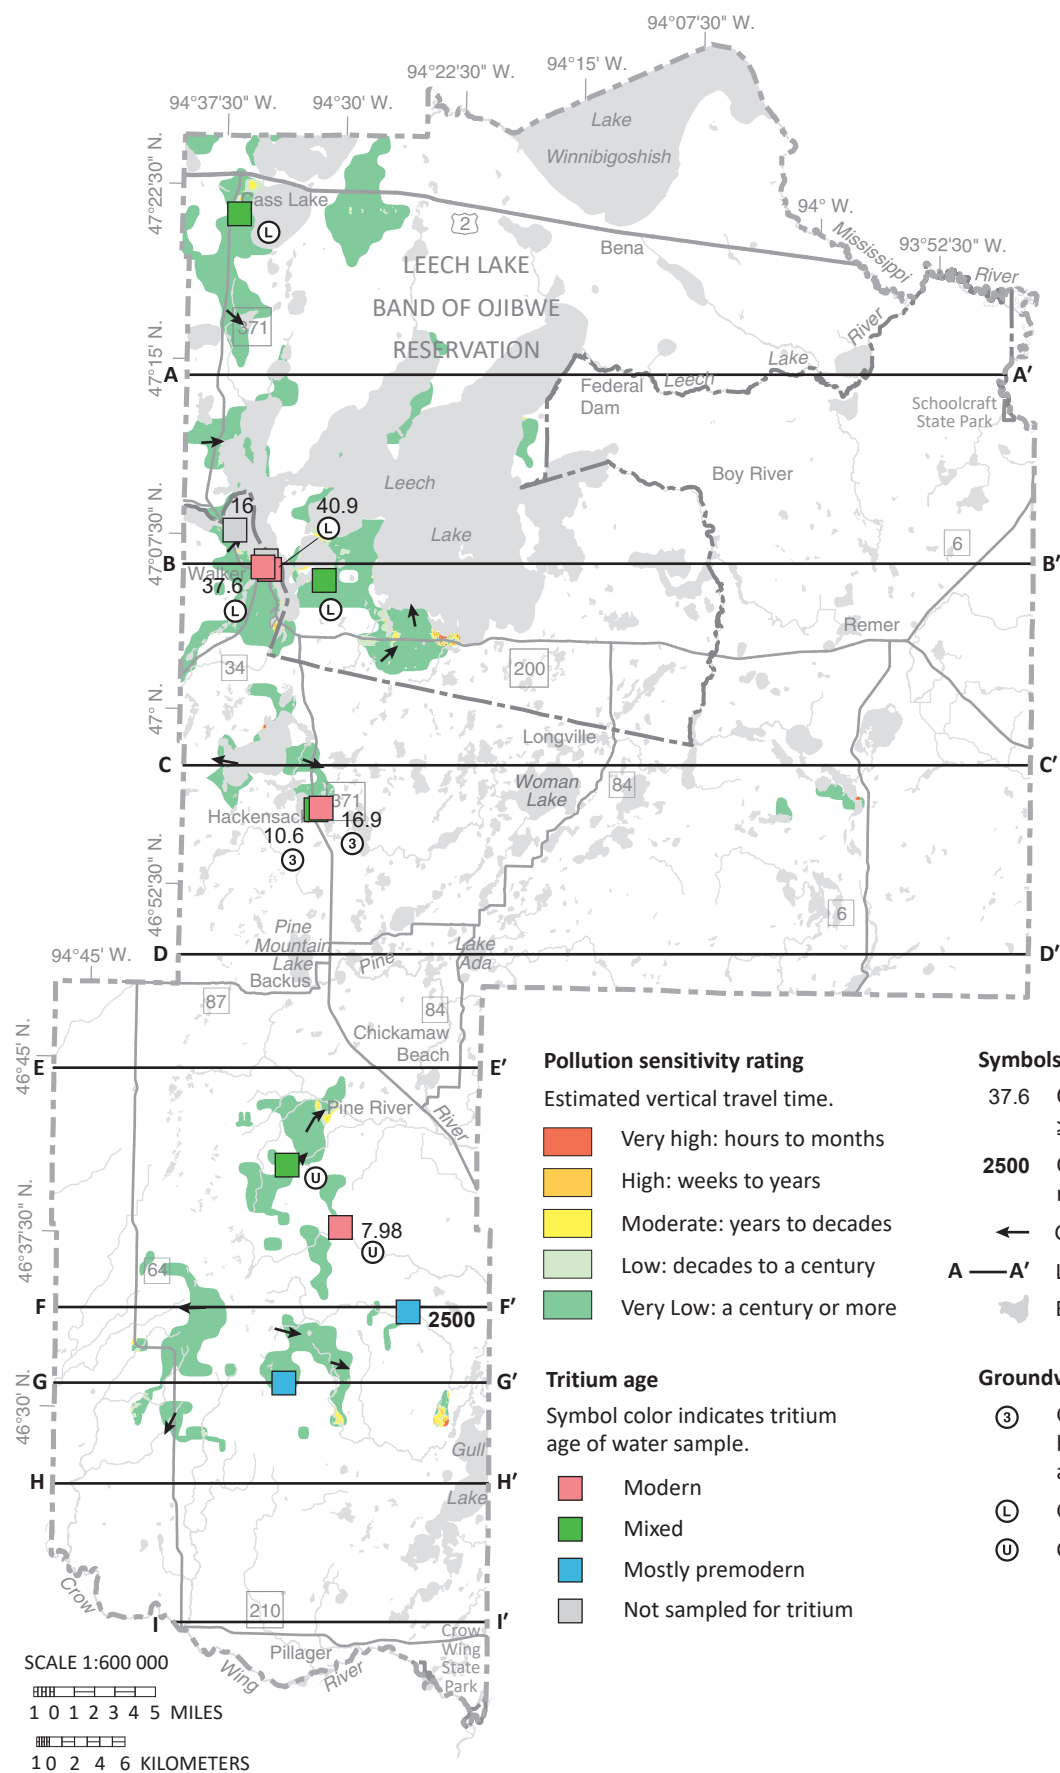 94°07'30" W.
94°15' W.
94°22'30" W.
94°37'30" W.
94°30' W.
Lake
Winnibigoshish
47°22'30" N.
Cass Lake
L
2
94° W.
Mississippi
93°52'30" W.
River
Bena
LEECH LAKE
BAND OF OJIBWE
RESERVATION
371
River
47°15' N.
Lake
Leech
A
A′
Federal
Dam
Schoolcraft
State Park
Boy River
Leech
Lake
16
40.9
L
6
47°07'30" N.
B
B′
Walker
37.6
L
L
Remer
34
200
47° N.
Longville
C
C′
Woman
Lake
84
371
Hackensack
16.9
10.6
3
3
46°52'30" N.
6
Pine
Mountain
Lake
Lake
Ada
Pine
94°45' W.
D
D′
Backus
87
84
Chickamaw
Beach
46°45' N.
E
E′
Pine River
River
U
7.98
U
46°37'30" N.
64
F
F′
2500
G
G′
46°30' N.
Gull
Lake
H
H′
Crow
210
I
I′
Crow
Wing
State
Park
Pillager
Wing
River
SCALE 1:600 000
1 0 1 2 3 4 5 MILES
1 0 2 4 6 KILOMETERS
Pollution sensitivity rating
Estimated vertical travel time.
Very high: hours to months
High: weeks to years
Moderate: years to decades
Low: decades to a century
Very Low: a century or more
Tritium age
Symbol color indicates tritium
age of water sample.
Modern
Mixed
Mostly premodern
Not sampled for tritium
Symbols
37.6
≥
2500
A A′
L
3
L
U